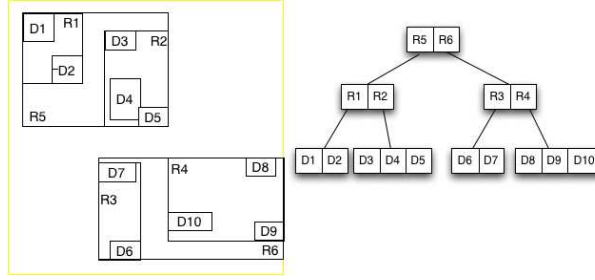 D1 R1
D3 R2
D2
D4
R5 D5
D7 R4 D8
R3
D10
D9
D6 R6
R5 R6
R1 R2 R3 R4
D1 D2 D3 D4 D5 D6 D7 D8 D9 D10